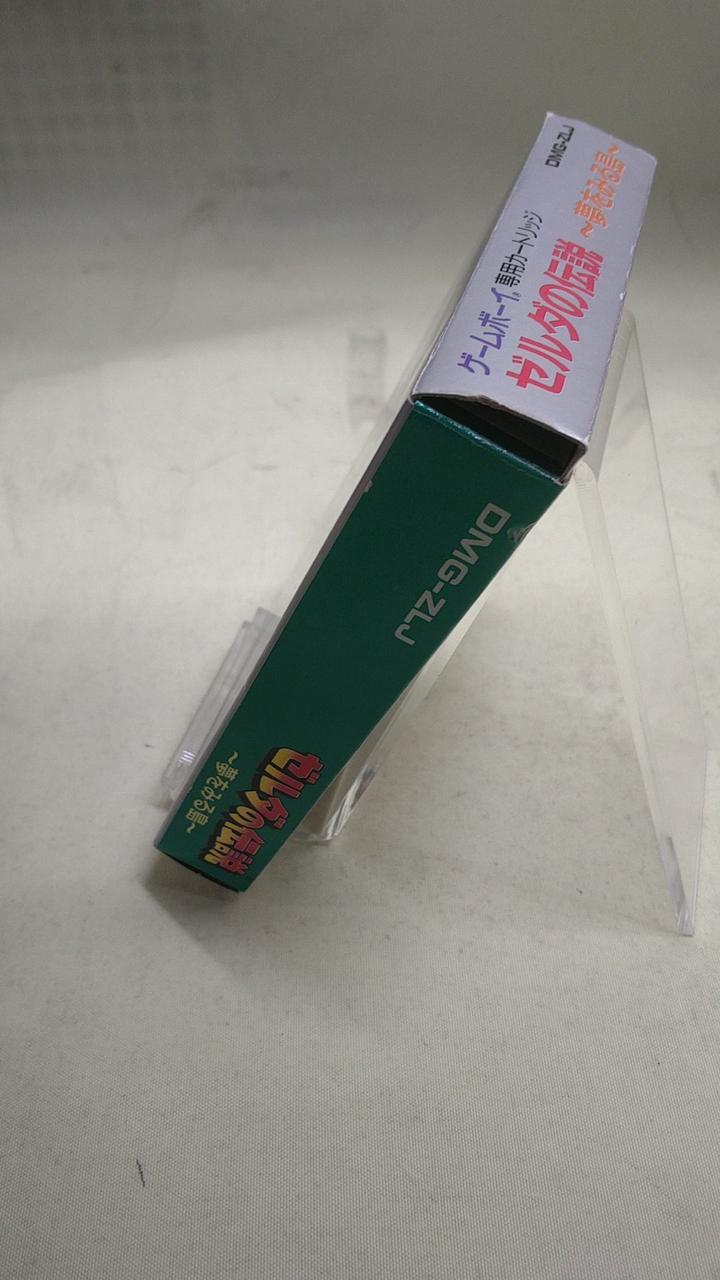 DMG-ZLJ
ゲームボーイ® 専用カートリッジ
ゼルダの伝説
~夢をみる島~
DMG-ZLJ
ゼルダの伝説
~夢をみる島~